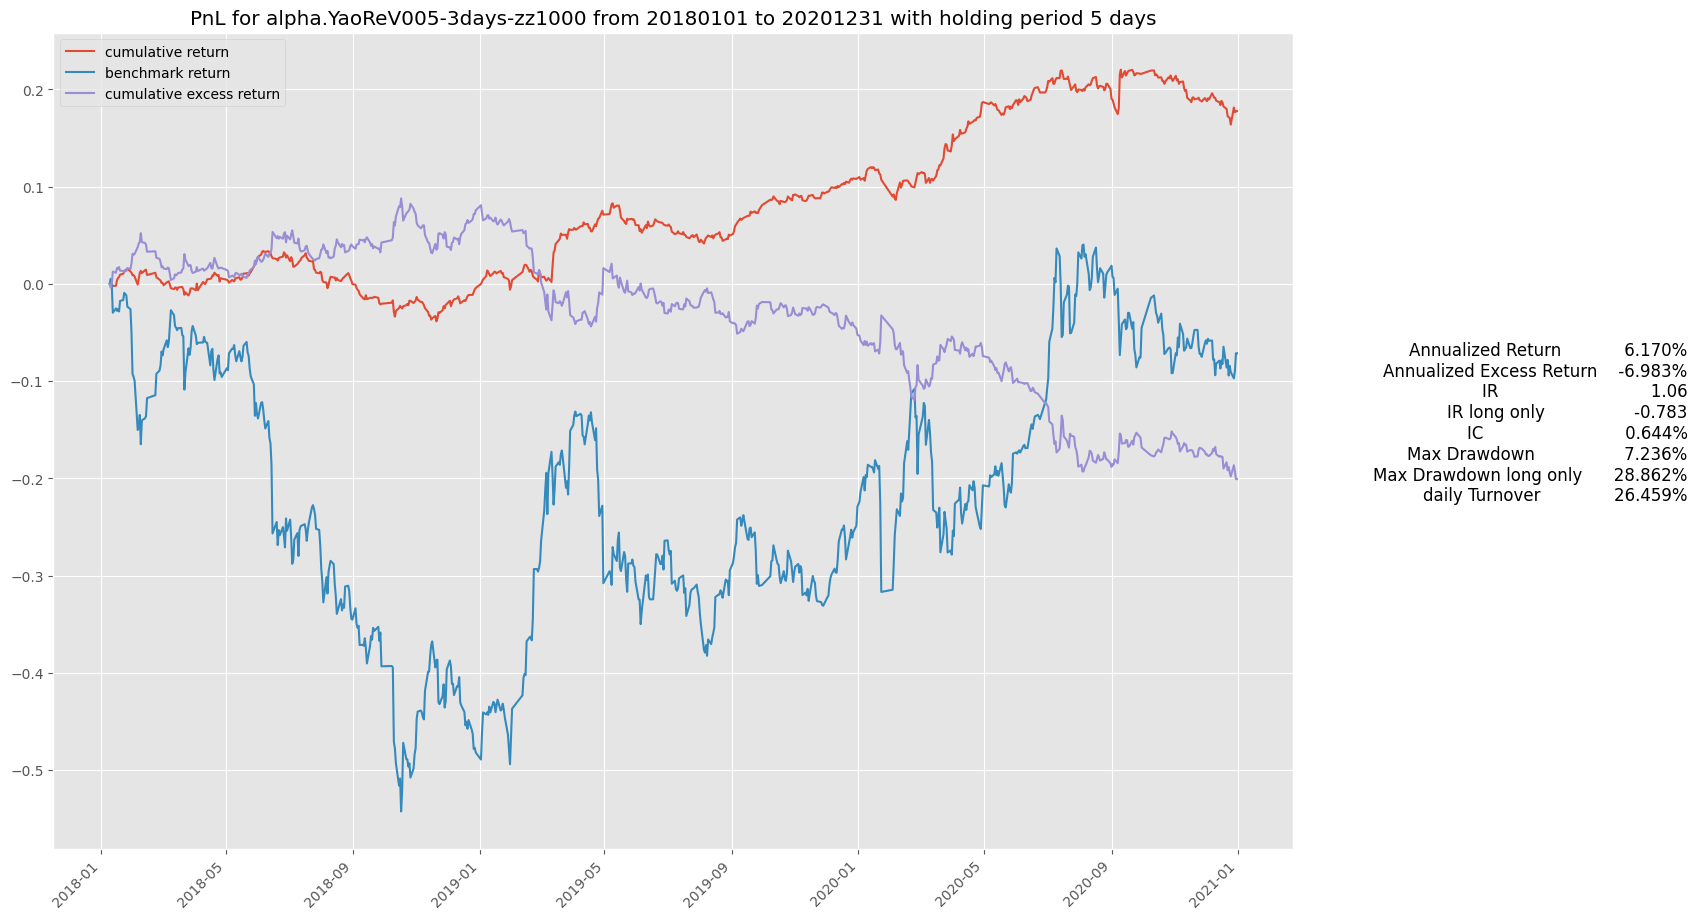 PnL for alpha.YaoReV005-3days-zz1000 from 20180101 to 20201231 with holding period 5 days
cumulative return
benchmark return
cumulative excess return
0.2
0.1
0.0
−0.1
−0.2
−0.3
−0.4
−0.5
2018-01
2018-05
2018-09
2019-01
2019-05
2019-09
2020-01
2020-05
2020-09
2021-01
Annualized Return 6.170%
Annualized Excess Return -6.983%
IR 1.06
IR long only -0.783
IC 0.644%
Max Drawdown 7.236%
Max Drawdown long only 28.862%
daily Turnover 26.459%